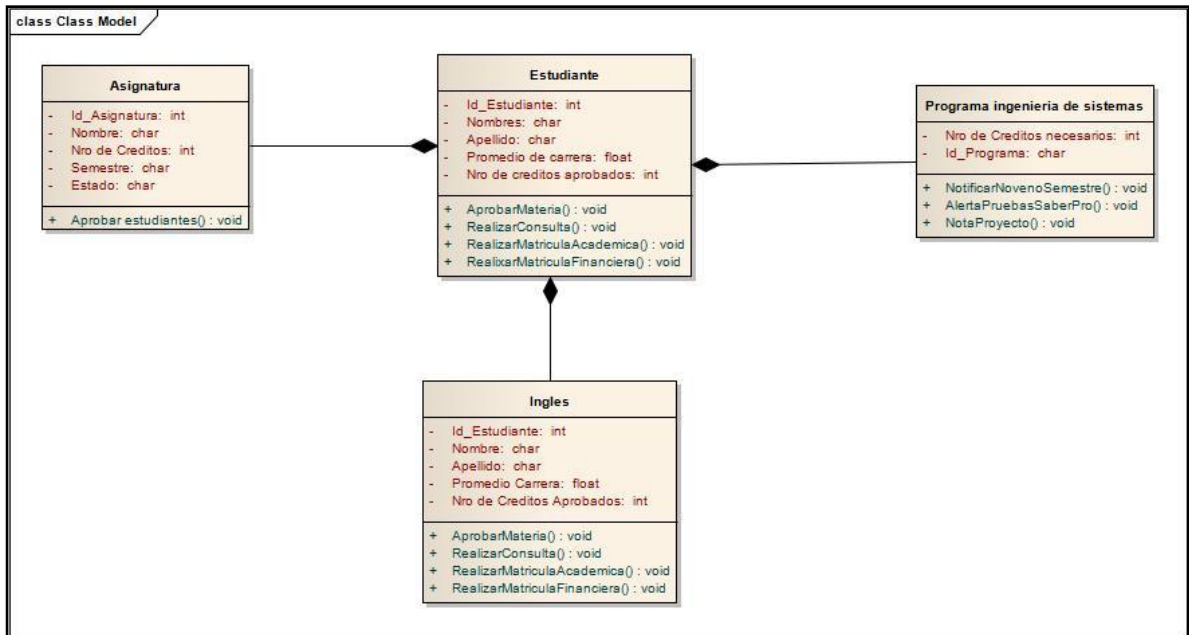 class Class Model
Asignatura
- Id_Asignatura: int
- Nombre: char
- Nro de Creditos: int
- Semestre: char
- Estado: char
+ Aprobar estudiantes() : void
Estudiante
- Id_Estudiante: int
- Nombres: char
- Apellido: char
- Promedio de carrera: float
- Nro de creditos aprobados: int
+ AprobarMateria() : void
+ RealizarConsulta() : void
+ RealizarMatriculaAcademica() : void
+ RealixarMatriculaFinanciera() : void
Programa ingenieria de sistemas
- Nro de Creditos necesarios: int
- Id_Programa: char
+ NotificarNovenoSemestre() : void
+ AlertaPruebasSaberPro() : void
+ NotaProyecto() : void
Ingles
- Id_Estudiante: int
- Nombre: char
- Apellido: char
- Promedio Carrera: float
- Nro de Creditos Aprobados: int
+ AprobarMateria() : void
+ RealizarConsulta() : void
+ RealizarMatriculaAcademica() : void
+ RealizarMatriculaFinanciera() : void